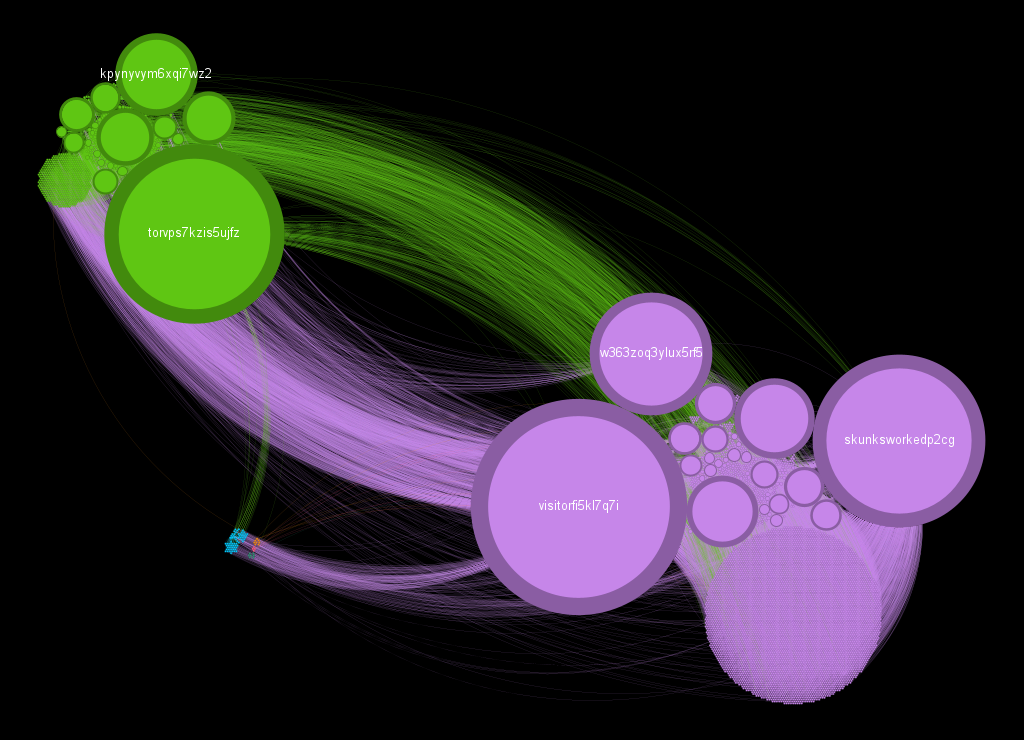 kpynyvym6xqi7wz2
torvps7kzis5ujfz
w363zoq3ylux5rf5
skunksworkedp2cg
visitorfi5kl7q7i